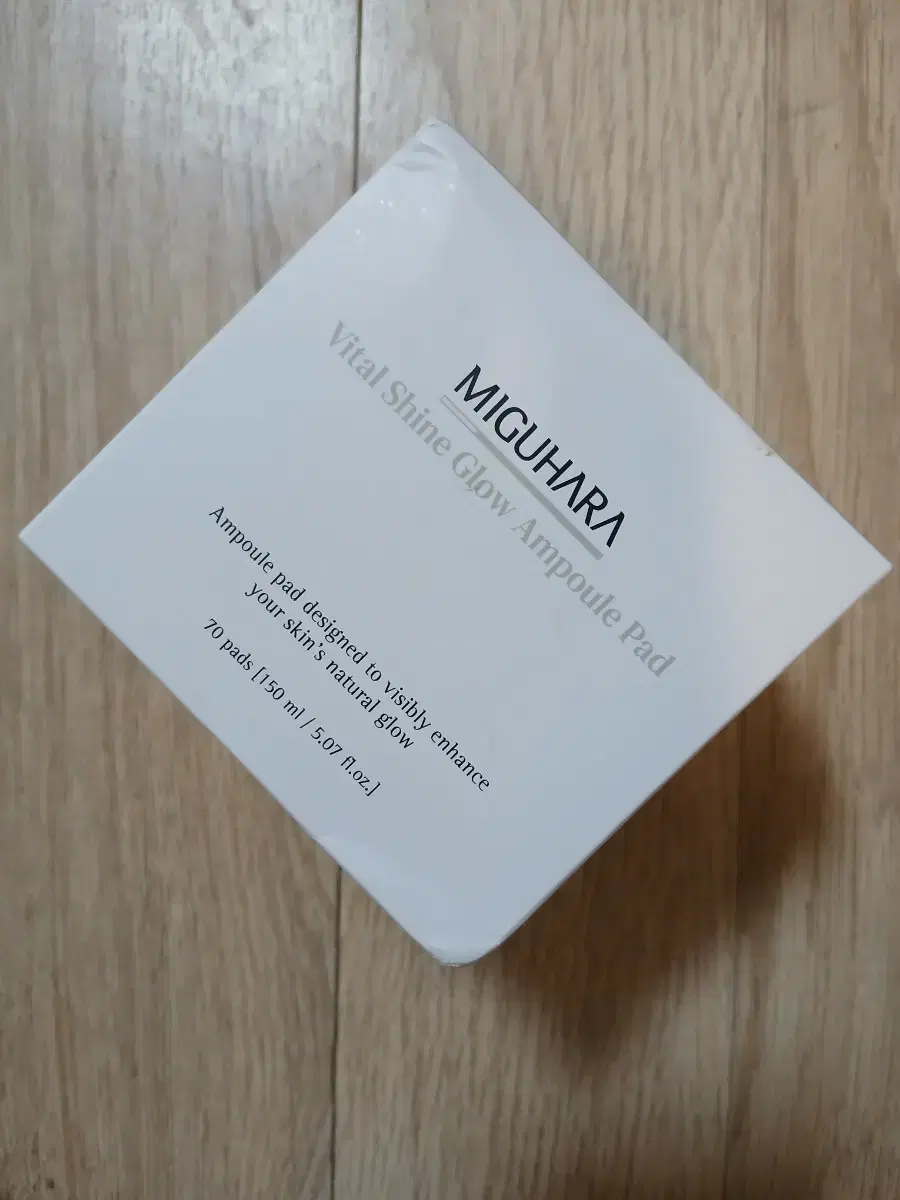 MIGUHARA
Vital Shine Glow Ampoule Pad
Ampoule pad designed to visibly enhance
your skin's natural glow
70 pads [150 ml / 5.07 fl.oz.]